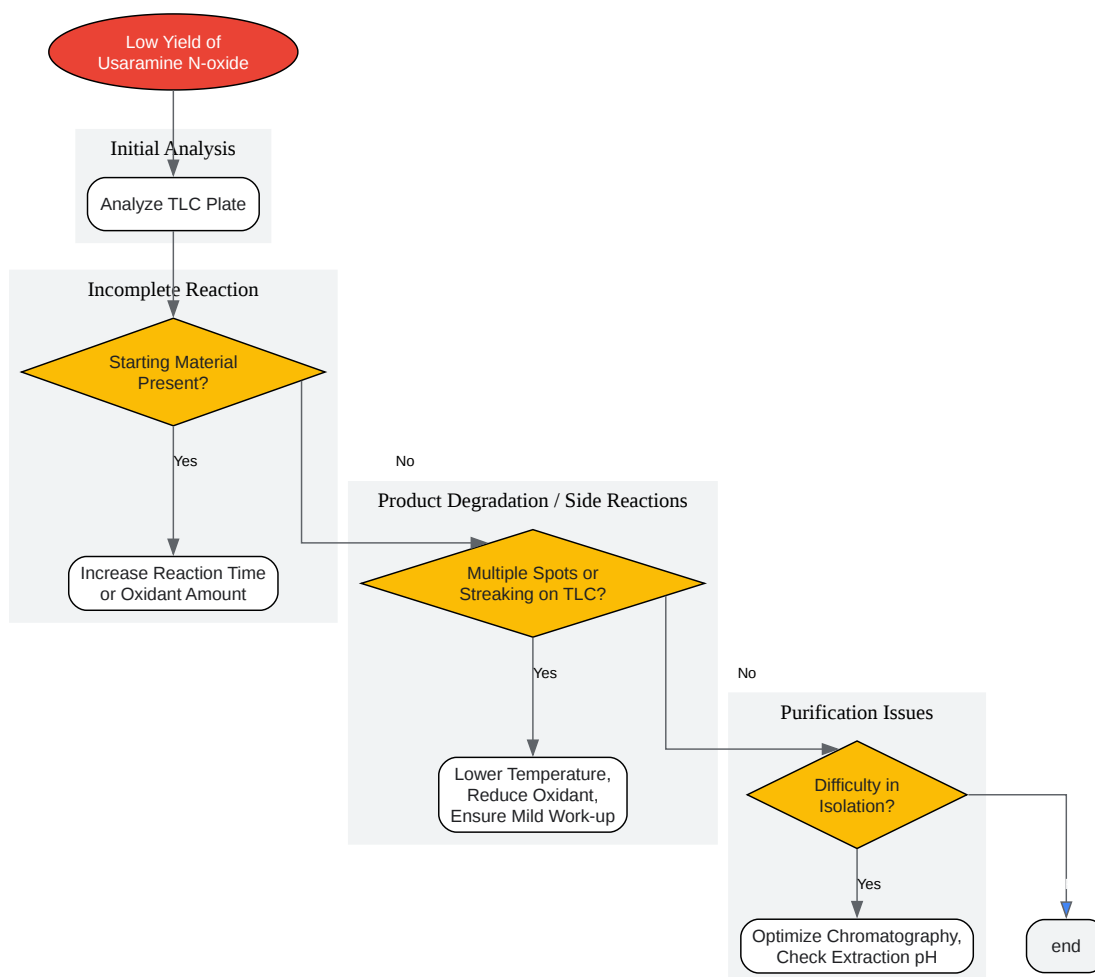 Low Yield of
Usaramine N-oxide
Initial Analysis
Analyze TLC Plate
Incomplete Reaction
Starting Material
Present?
Yes
No
Increase Reaction Time
or Oxidant Amount
Product Degradation / Side Reactions
Multiple Spots or
Streaking on TLC?
Yes
No
Lower Temperature,
Reduce Oxidant,
Ensure Mild Work-up
Purification Issues
Difficulty in
Isolation?
Yes
Optimize Chromatography,
Check Extraction pH
end